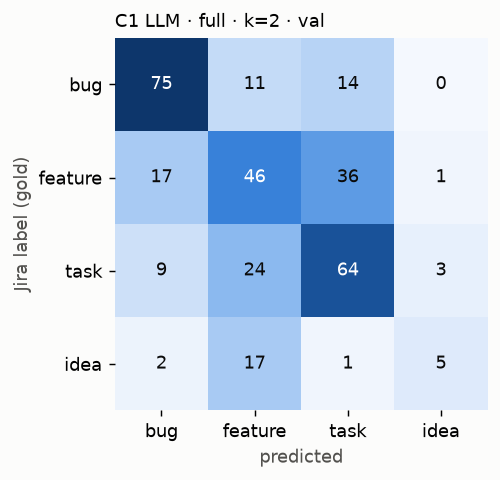 C1 LLM · full · k=2 · val
Jira label (gold)
bug 75 11 14 0
feature 17 46 36 1
task 9 24 64 3
idea 2 17 1 5
bug feature task idea
predicted